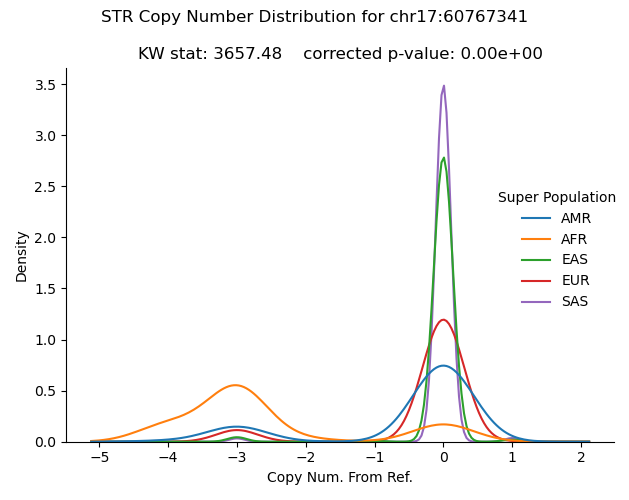 STR Copy Number Distribution for chr17:60767341
KW stat: 3657.48    corrected p-value: 0.00e+00
3.5
3.0
2.5
2.0
1.5
1.0
0.5
0.0
Density
Super Population
AMR
AFR
EAS
EUR
SAS
−5 −4 −3 −2 −1 0 1 2
Copy Num. From Ref.